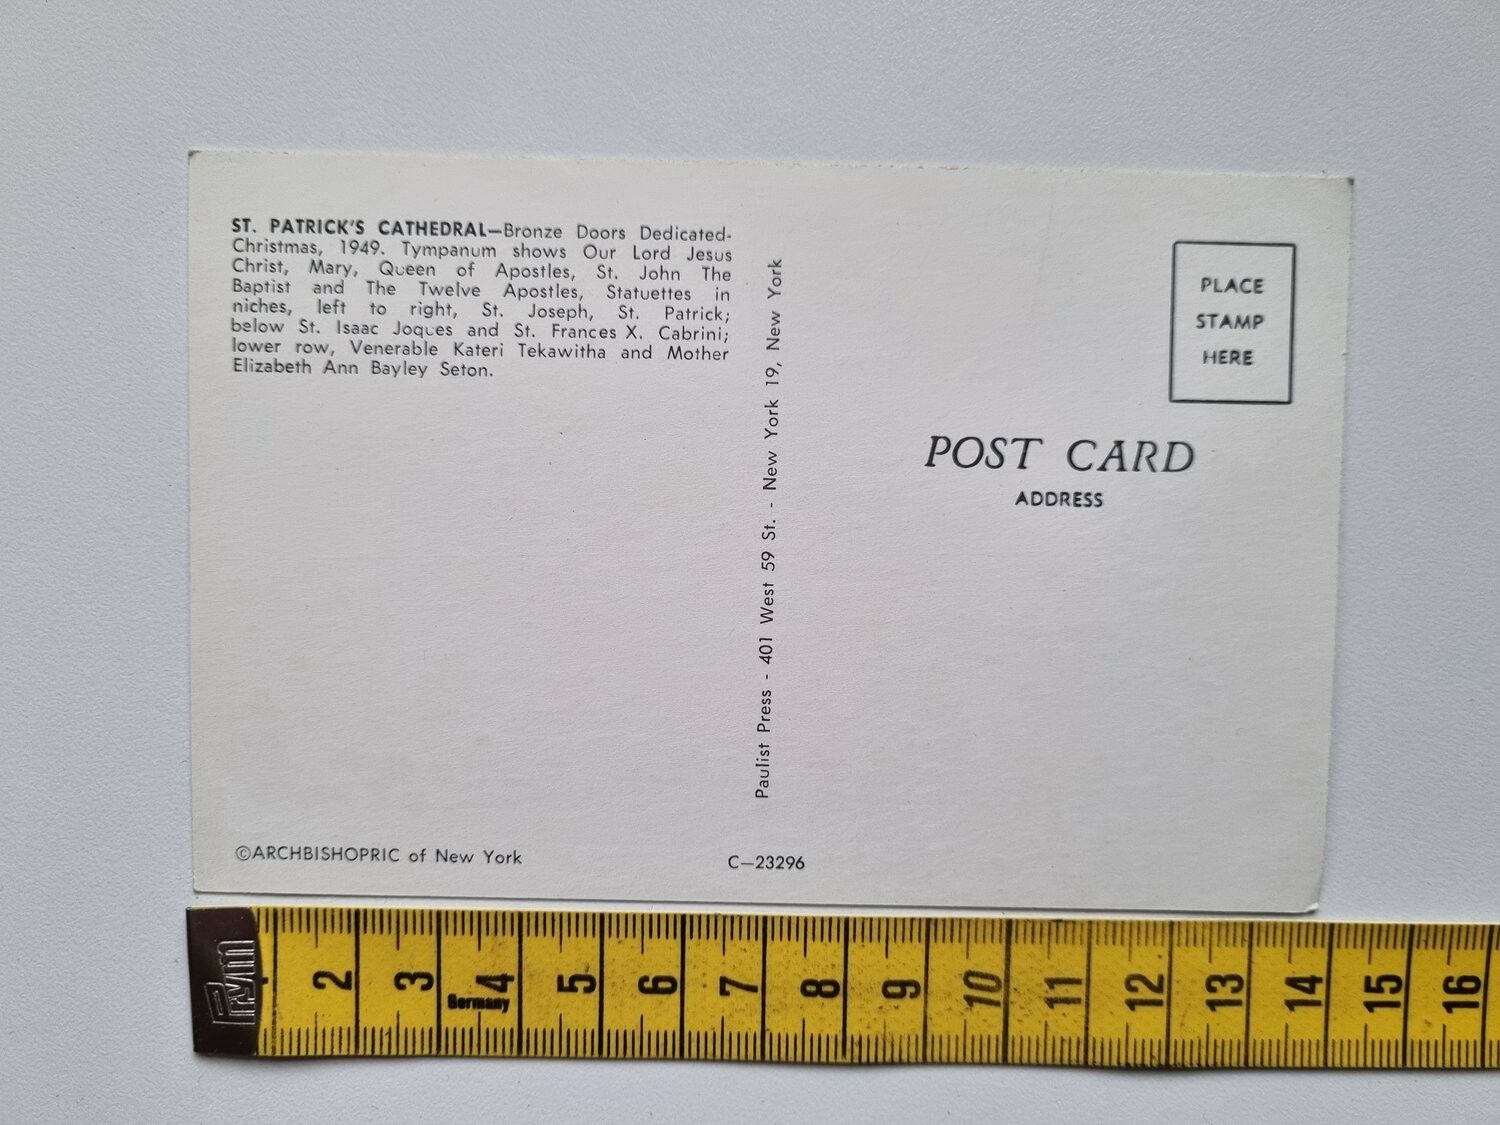 ST. PATRICK'S CATHEDRAL—Bronze Doors Dedicated-
Christmas, 1949. Tympanum shows Our Lord Jesus
Christ, Mary, Queen of Apostles, St. John The
Baptist and The Twelve Apostles, Statuettes in
niches, left to right, St. Joseph, St. Patrick;
below St. Isaac Joques and St. Frances X. Cabrini;
lower row, Venerable Kateri Tekawitha and Mother
Elizabeth Ann Bayley Seton.
©ARCHBISHOPRIC of New York
Paulist Press - 401 West 59 St. - New York 19, New York
C—23296
PLACE
STAMP
HERE
POST CARD
ADDRESS
Prym
2 3 4 5 6 7 8 9 10 11 12 13 14 15 16
Germany